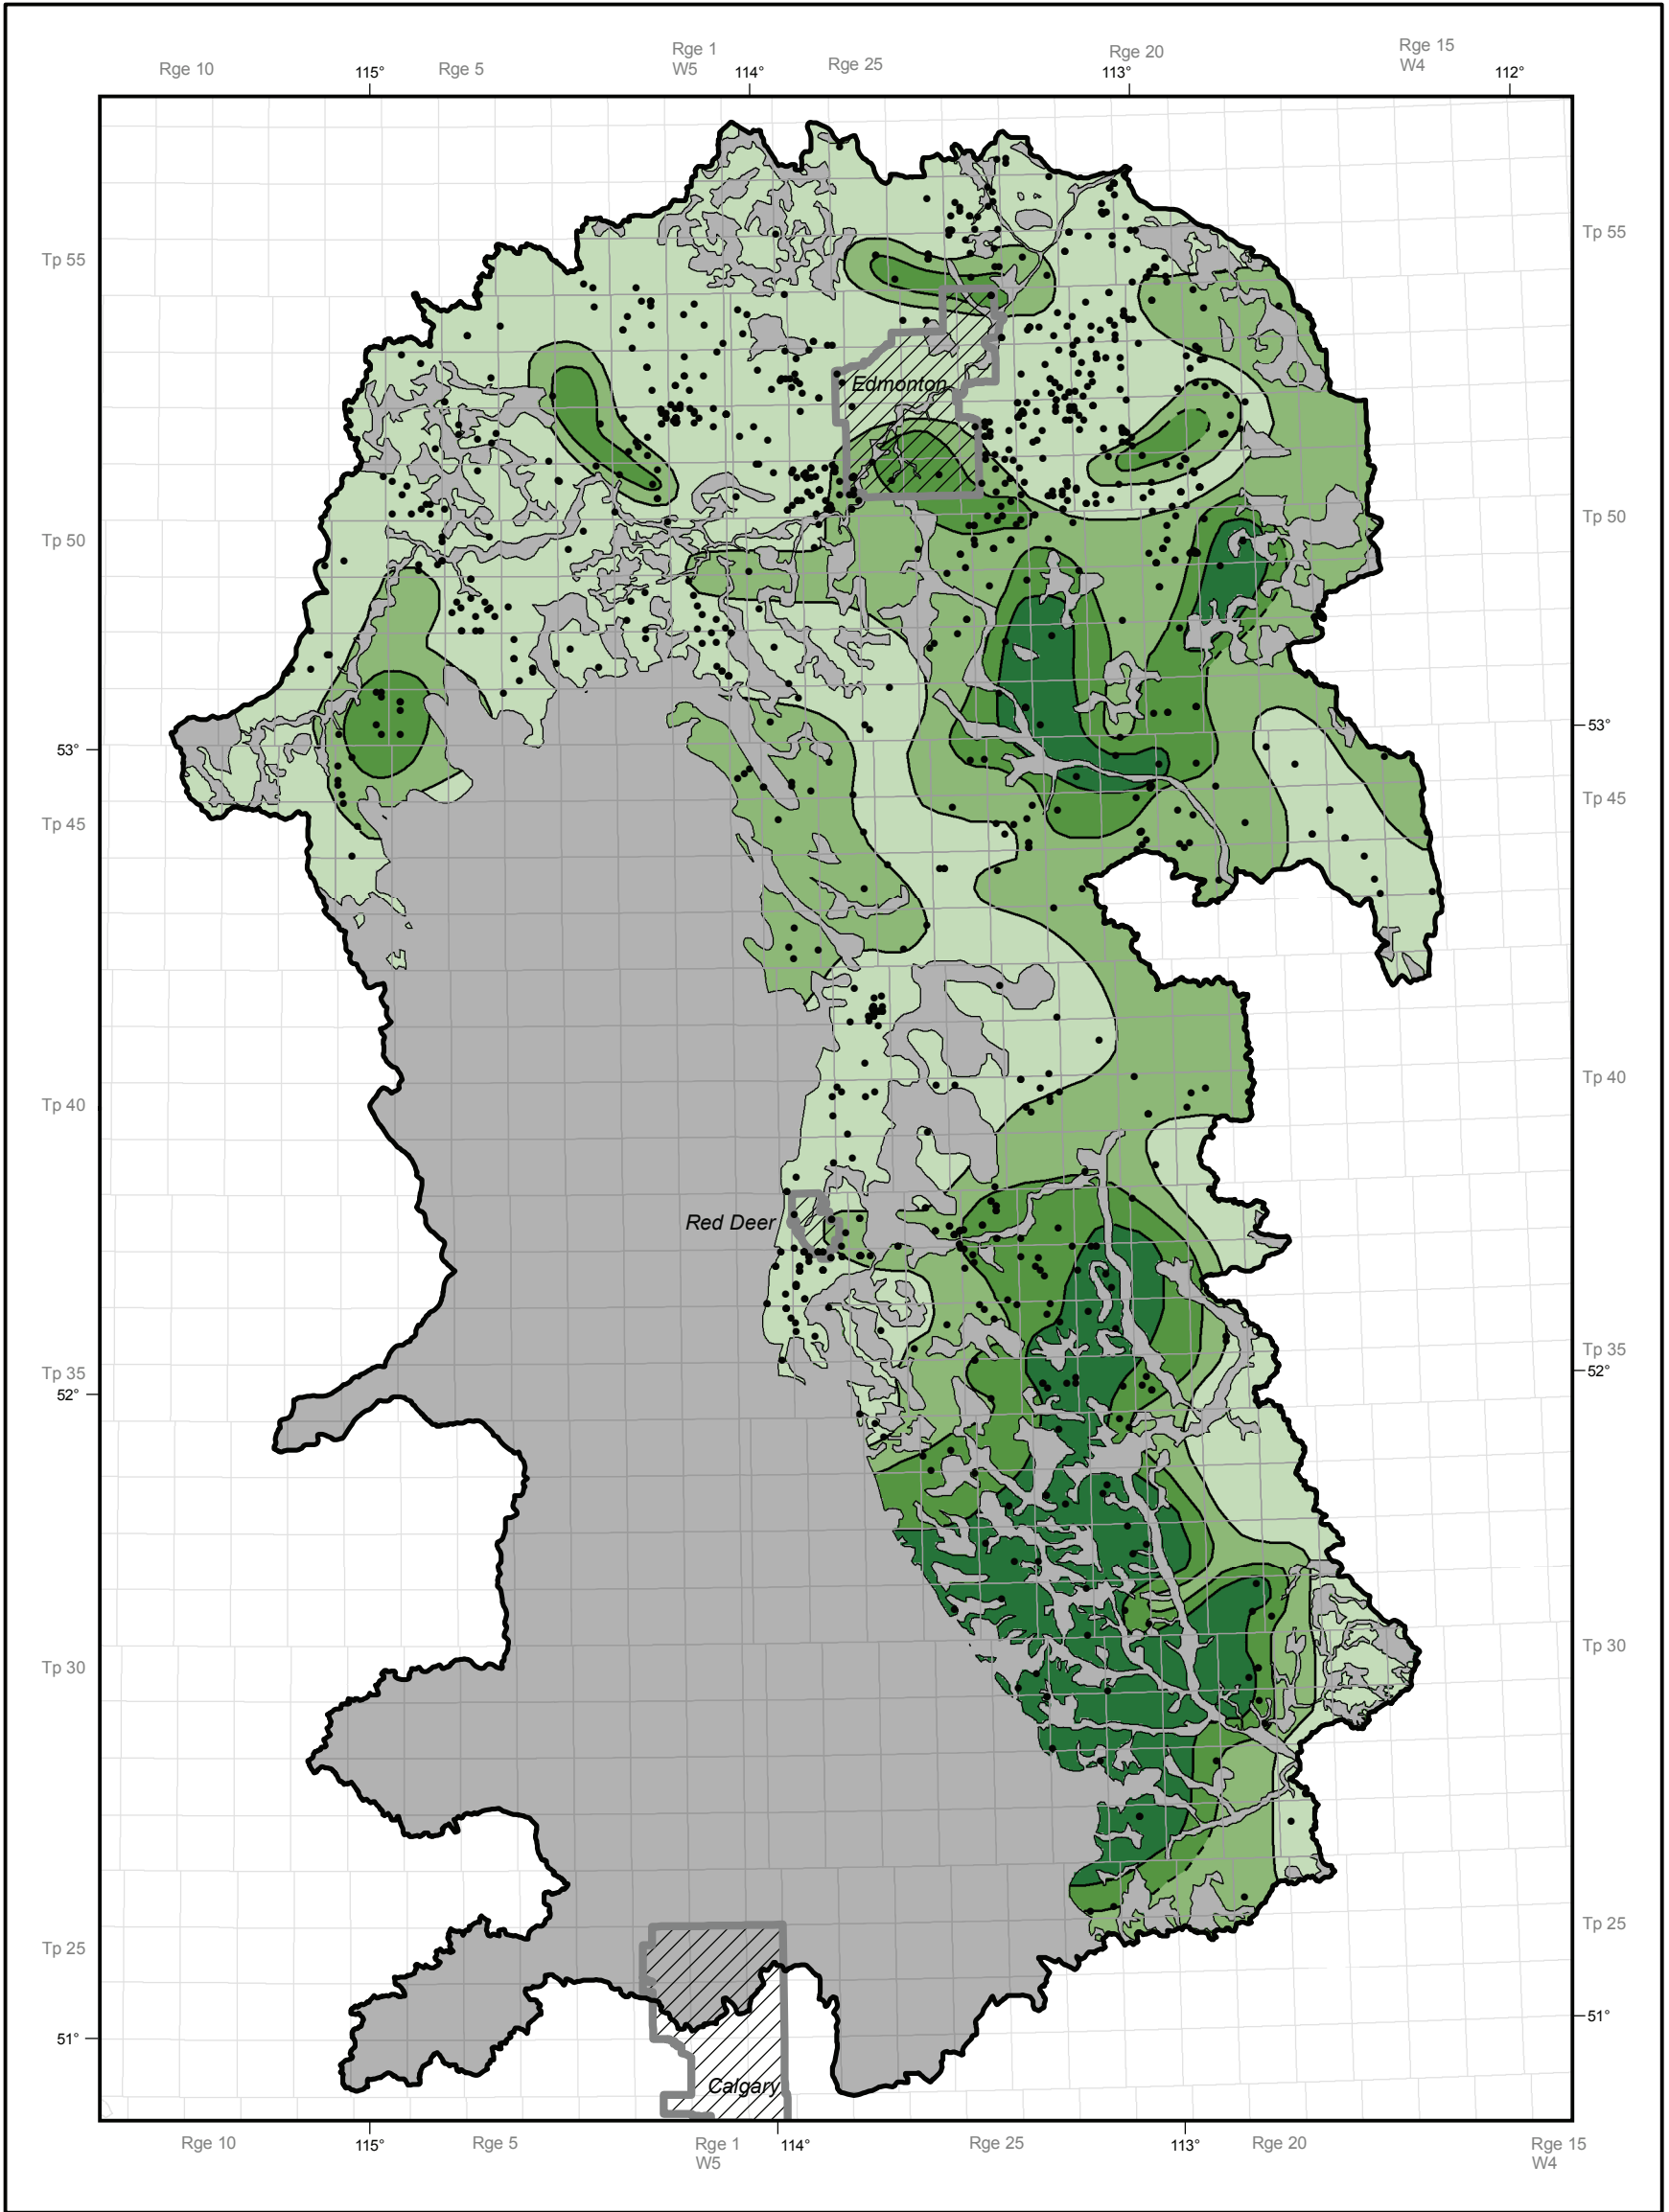 Rge 10
115°
Rge 5
Rge 1
W5
114°
Rge 25
113°
Rge 20
Rge 15
W4
112°
Tp 55
Tp 55
Edmonton
Tp 50
Tp 50
53°
53°
Tp 45
Tp 45
Tp 40
Tp 40
Red Deer
Tp 35
Tp 35
52°
52°
Tp 30
Tp 30
Tp 25
Tp 25
51°
51°
Calgary
Rge 10
115°
Rge 5
Rge 1
W5
114°
Rge 25
113°
Rge 20
Rge 15
W4